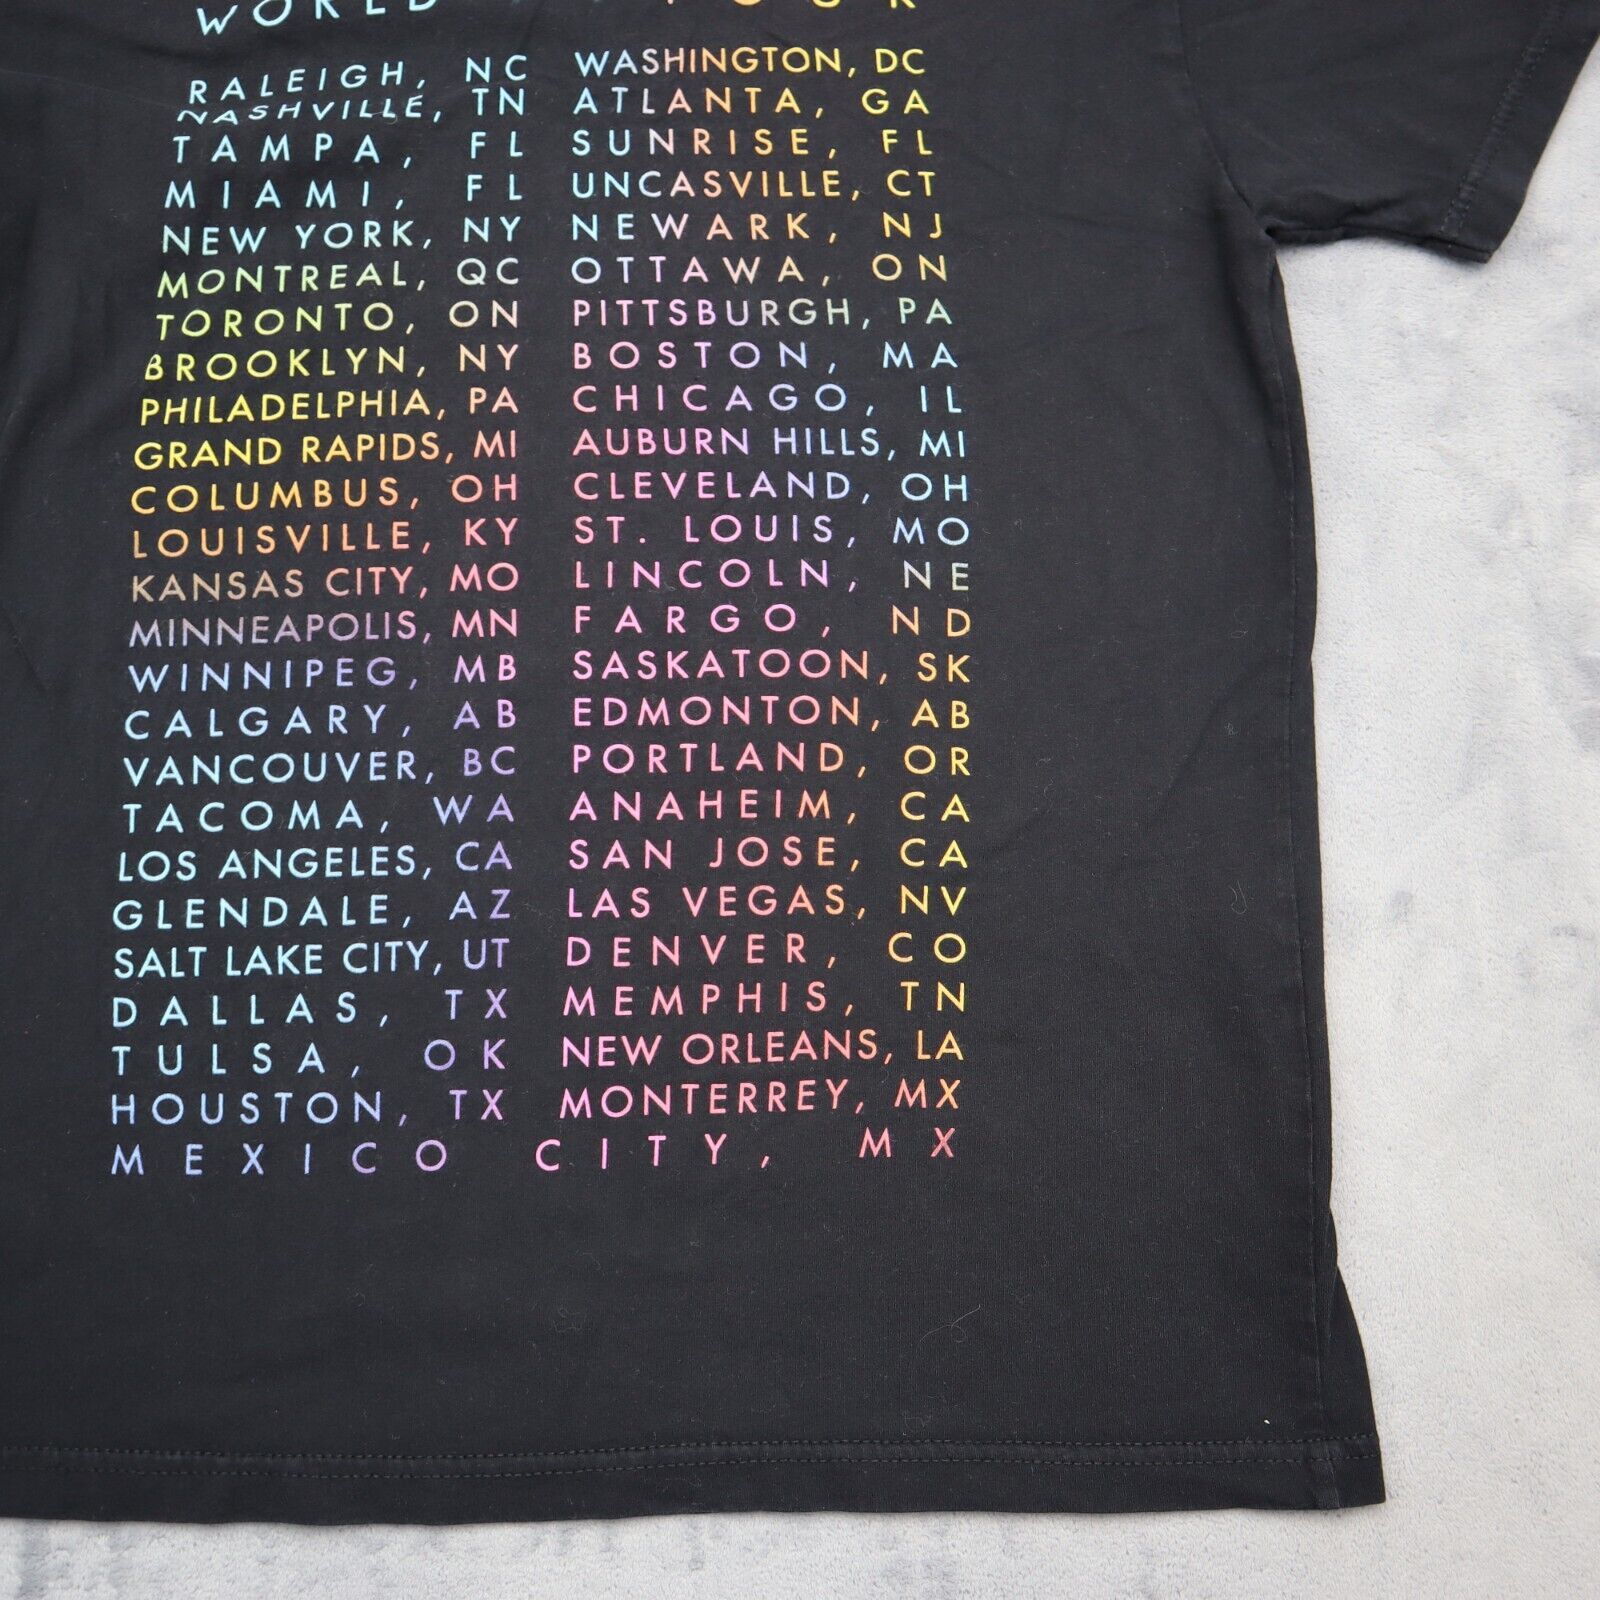 WORLD TOUR
RALEIGH, NC WASHINGTON, DC
NASHVILLE, TN ATLANTA, GA
TAMPA, FL SUNRISE, FL
MIAMI, FL UNCASVILLE, CT
NEW YORK, NY NEWARK, NJ
MONTREAL, QC OTTAWA, ON
TORONTO, ON PITTSBURGH, PA
BROOKLYN, NY BOSTON, MA
PHILADELPHIA, PA CHICAGO, IL
GRAND RAPIDS, MI AUBURN HILLS, MI
COLUMBUS, OH CLEVELAND, OH
LOUISVILLE, KY ST. LOUIS, MO
KANSAS CITY, MO LINCOLN, NE
MINNEAPOLIS, MN FARGO, ND
WINNIPEG, MB SASKATOON, SK
CALGARY, AB EDMONTON, AB
VANCOUVER, BC PORTLAND, OR
TACOMA, WA ANAHEIM, CA
LOS ANGELES, CA SAN JOSE, CA
GLENDALE, AZ LAS VEGAS, NV
SALT LAKE CITY, UT DENVER, CO
DALLAS, TX MEMPHIS, TN
TULSA, OK NEW ORLEANS, LA
HOUSTON, TX MONTERREY, MX
MEXICO CITY, MX